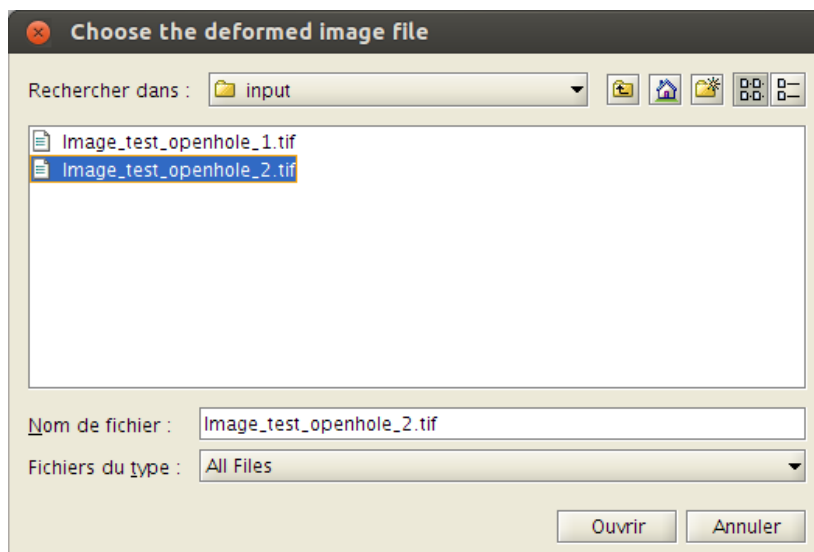 Choose the deformed image file
Rechercher dans : input
Image_test_openhole_1.tif
Image_test_openhole_2.tif
Nom de fichier : Image_test_openhole_2.tif
Fichiers du type : All Files
Ouvrir Annuler